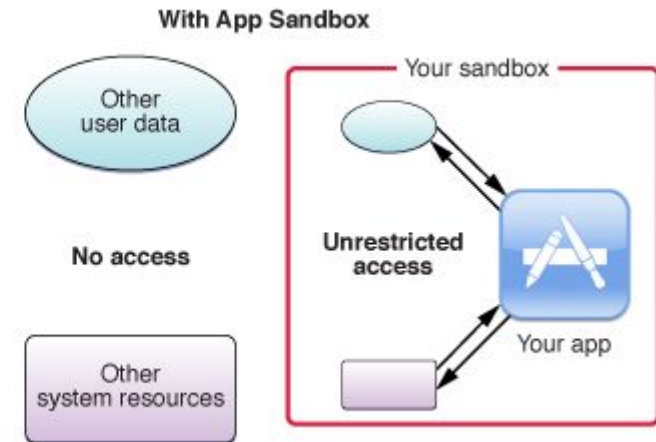 With App Sandbox
Other
user data
No access
Other
system resources
Your sandbox
Unrestricted
access
Your app